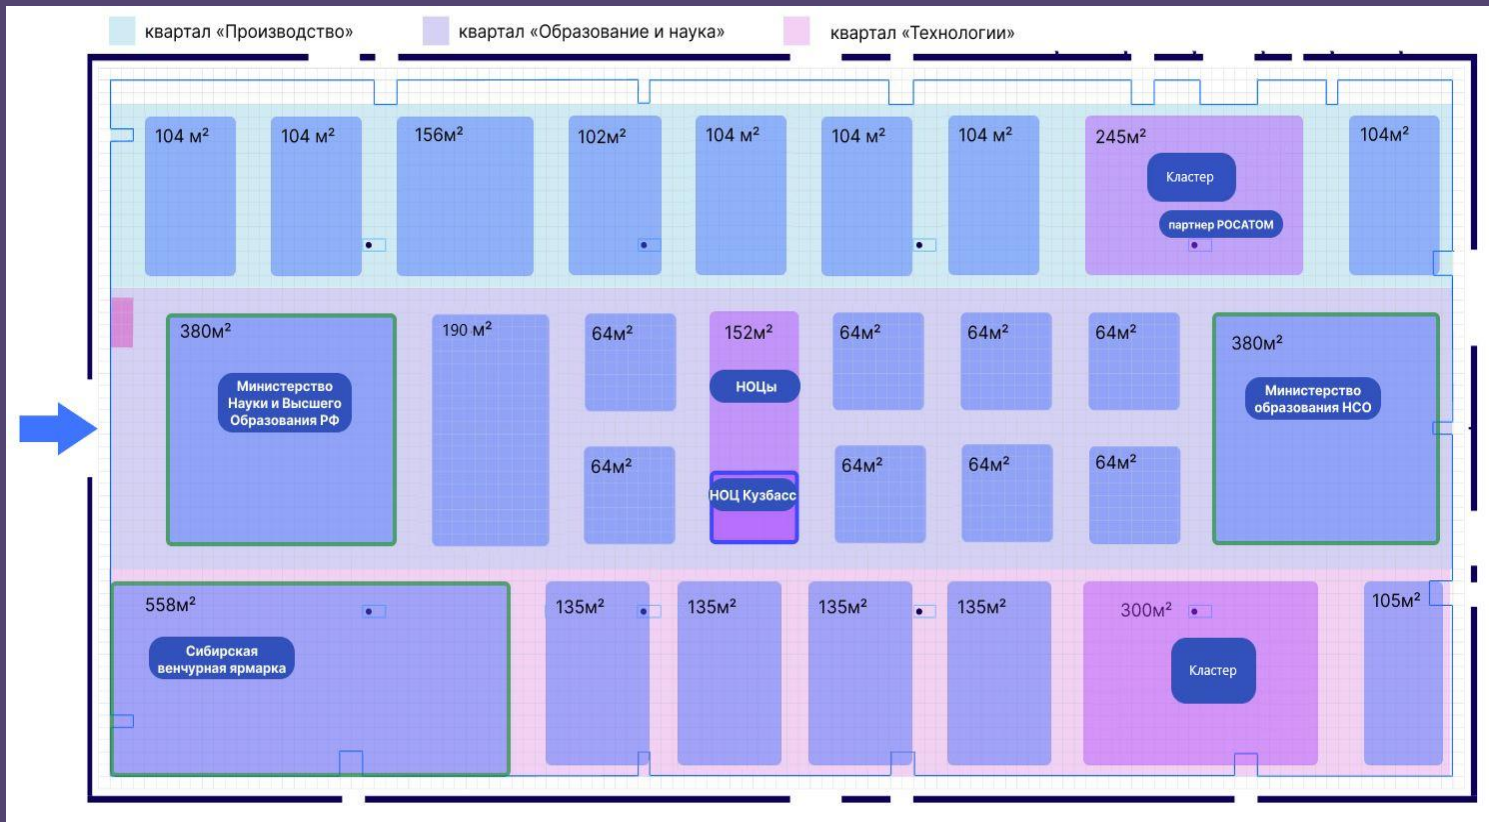 квартал «Производство»
квартал «Образование и наука»
квартал «Технологии»
104 м²
104 м²
156м²
102м²
104 м²
104 м²
104 м²
245м²
104м²
Кластер
партнер РОСАТОМ
380м²
190 м²
64м²
152м²
64м²
64м²
64м²
380м²
Министерство
Науки и Высшего
Образования РФ
НОЦы
Министерство
образования НСО
64м²
64м²
64м²
64м²
НОЦ Кузбасс
558м²
135м²
135м²
135м²
135м²
300м²
105м²
Сибирская
венчурная ярмарка
Кластер